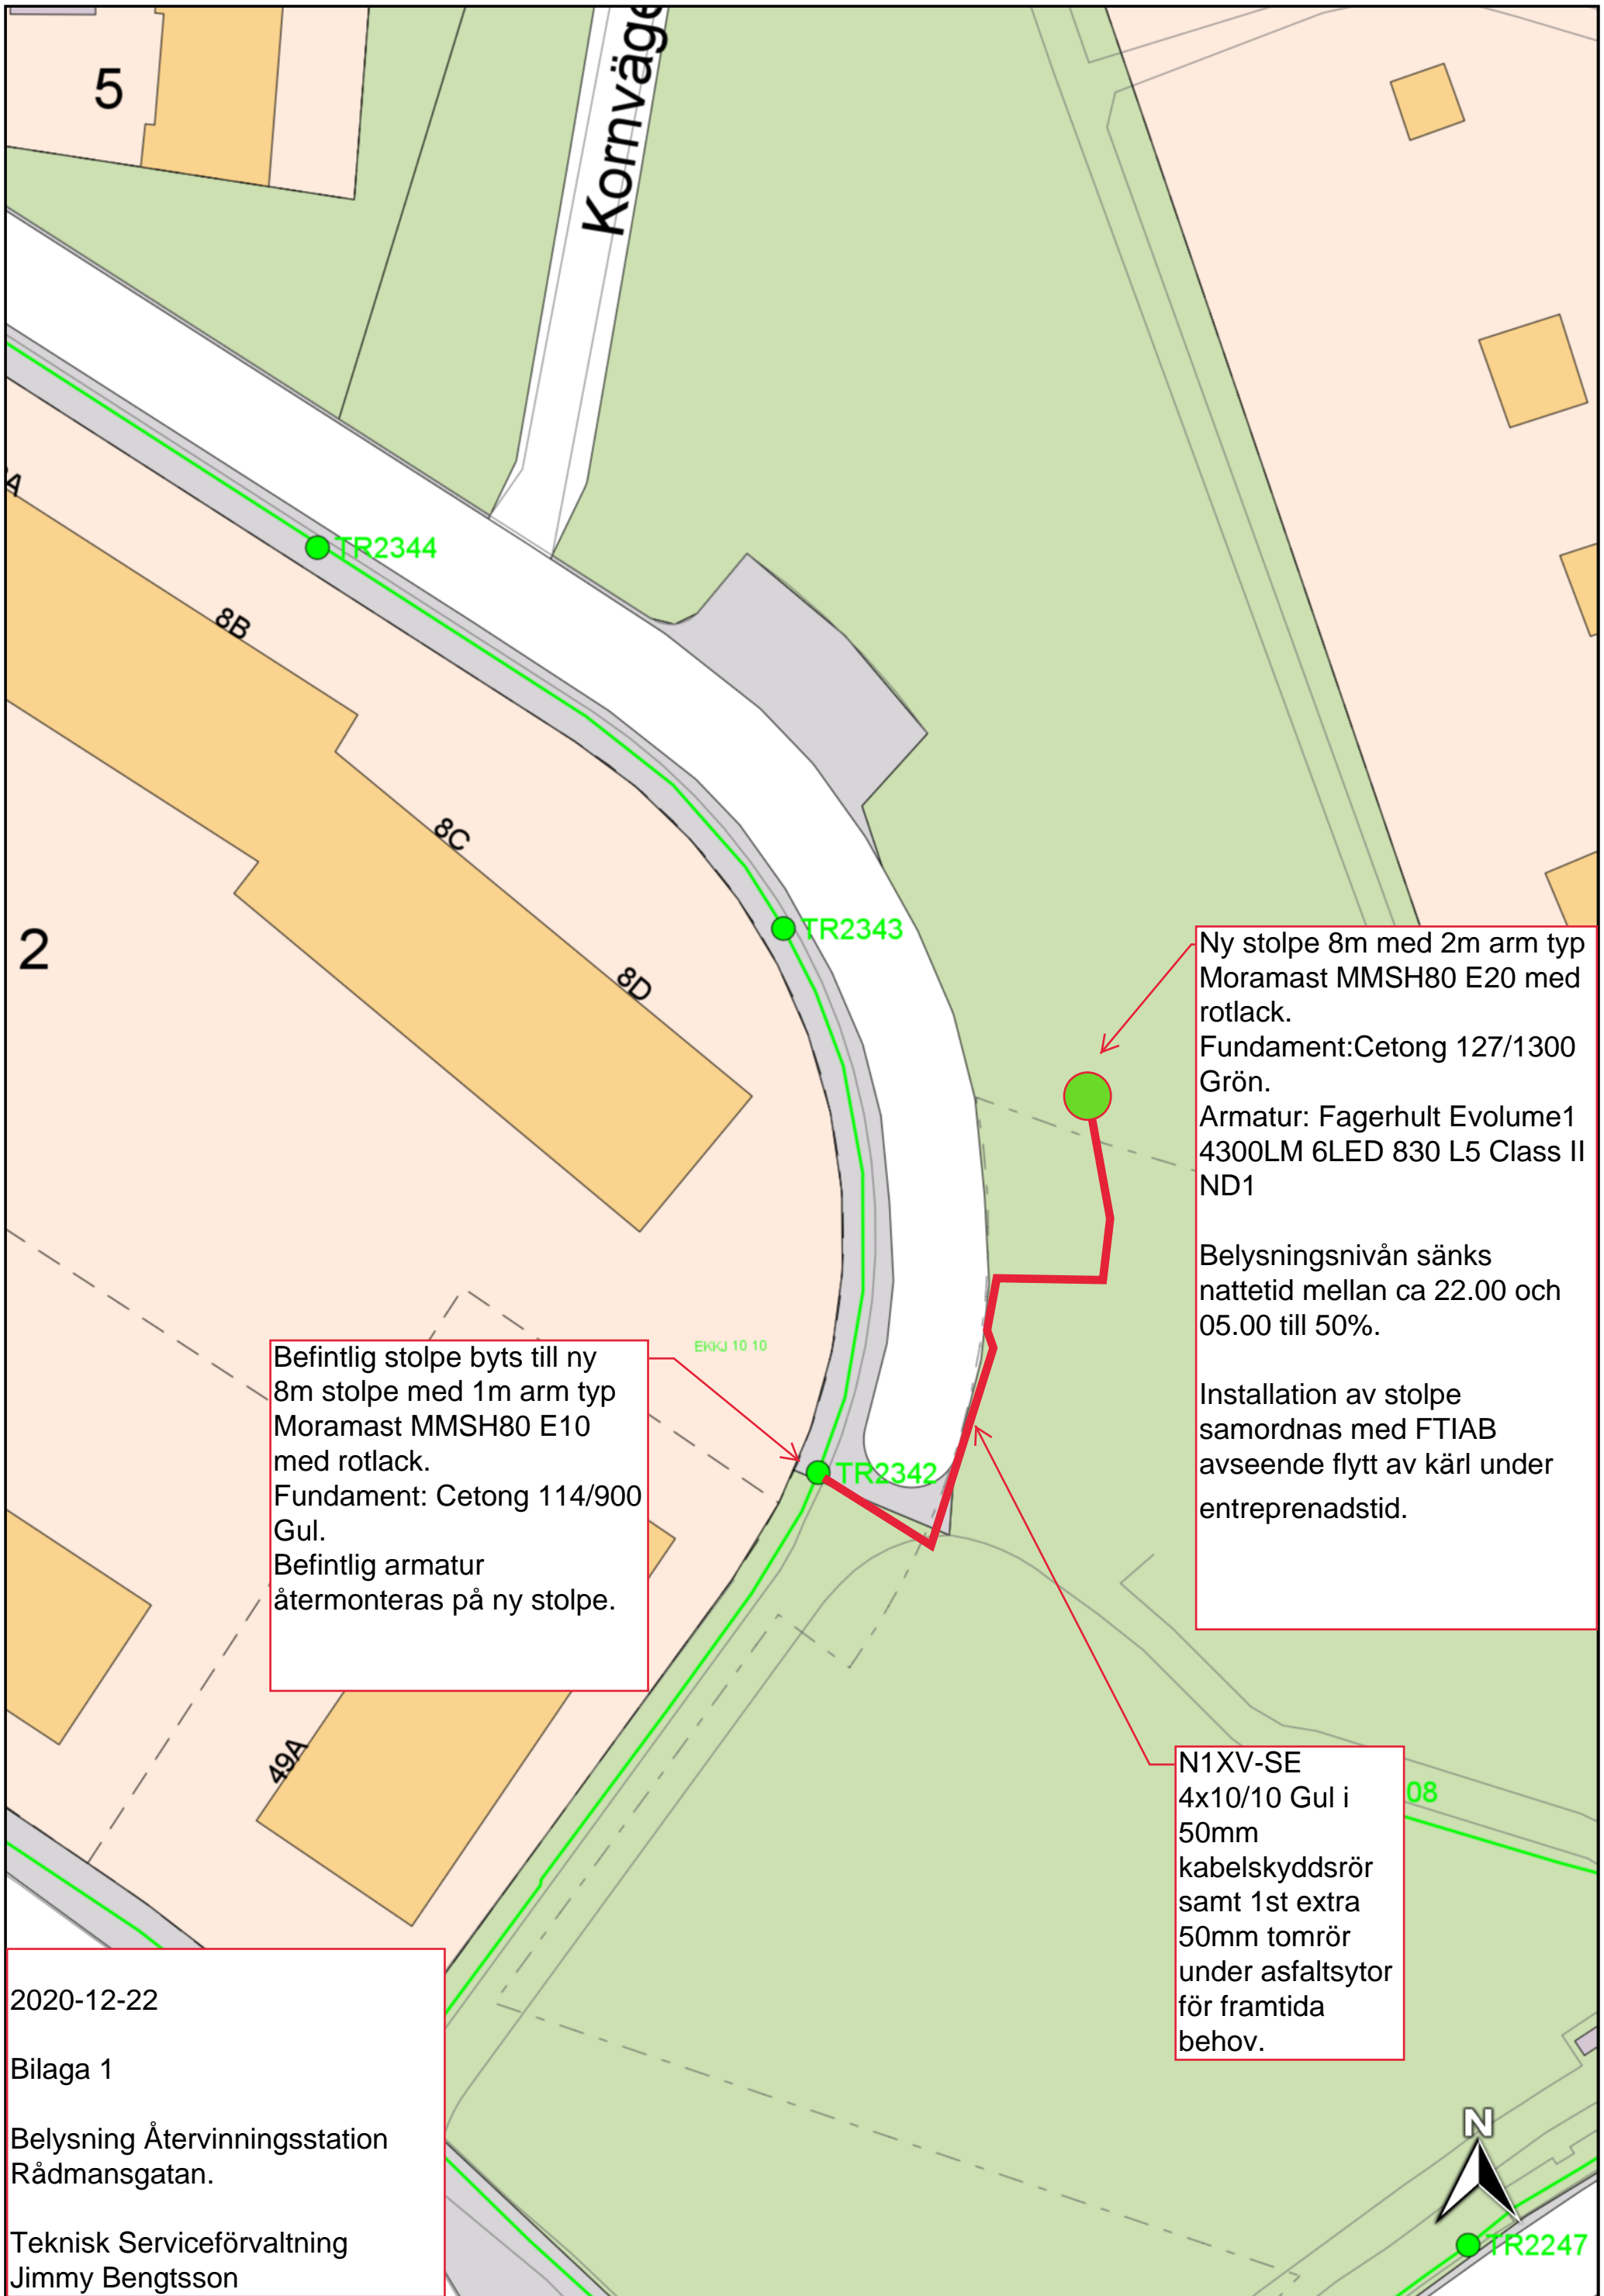 5
Kornväge
TR2344
8B
8C
8D
2
TR2343
Ny stolpe 8m med 2m arm typ
Moramast MMSH80 E20 med
rotlack.
Fundament:Cetong 127/1300
Grön.
Armatur: Fagerhult Evolume1
4300LM 6LED 830 L5 Class II
ND1
Belysningsnivån sänks
nattetid mellan ca 22.00 och
05.00 till 50%.
Installation av stolpe
samordnas med FTIAB
avseende flytt av kärl under
entreprenadstid.
EKKJ 10 10
Befintlig stolpe byts till ny
8m stolpe med 1m arm typ
Moramast MMSH80 E10
med rotlack.
Fundament: Cetong 114/900
Gul.
Befintlig armatur
återmonteras på ny stolpe.
TR2342
49A
N1XV-SE
4x10/10 Gul i
50mm
kabelskyddsrör
samt 1st extra
50mm tomrör
under asfaltsytor
för framtida
behov.
08
2020-12-22
Bilaga 1
Belysning Återvinningsstation
Rådmansgatan.
Teknisk Serviceförvaltning
Jimmy Bengtsson
N
TR2247